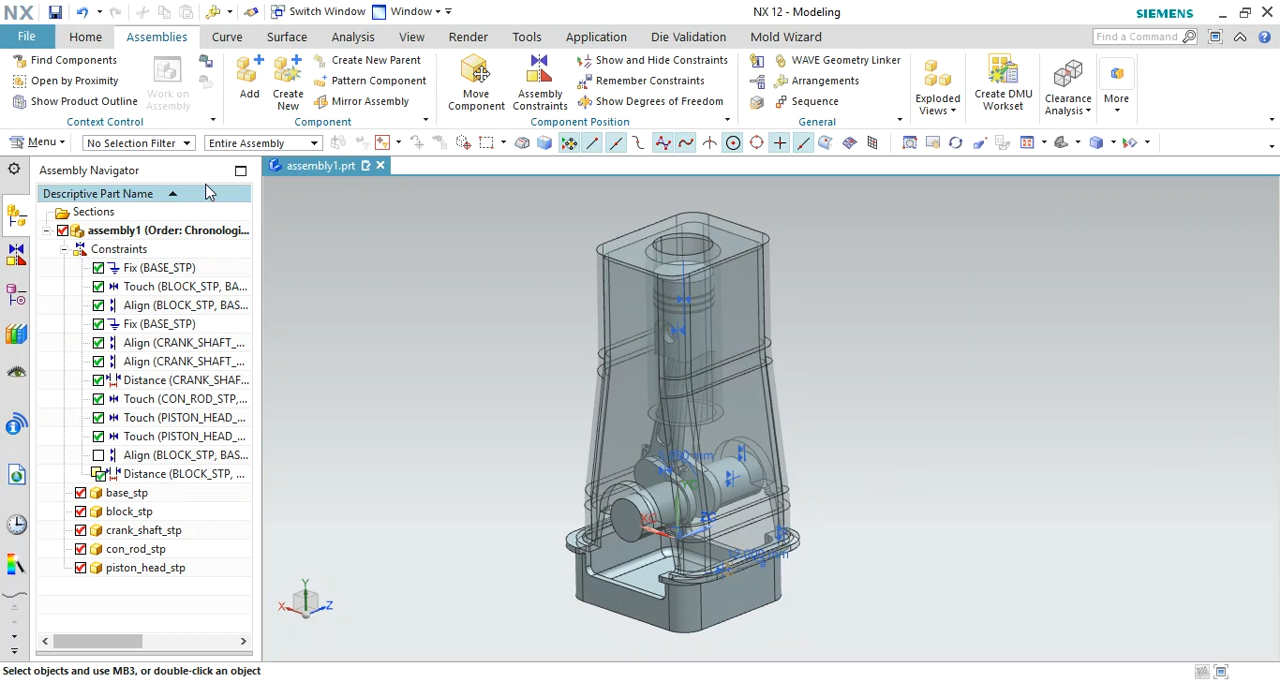 NX
Switch Window
Window
NX 12 - Modeling
SIEMENS
File
Home
Assemblies
Curve
Surface
Analysis
View
Render
Tools
Application
Die Validation
Mold Wizard
Find a Command
Find Components
Open by Proximity
Show Product Outline
Work on Assembly
Context Control
Add
Create New
Create New Parent
Pattern Component
Mirror Assembly
Component
Move Component
Assembly Constraints
Show and Hide Constraints
Remember Constraints
Show Degrees of Freedom
Component Position
WAVE Geometry Linker
Arrangements
Sequence
General
Exploded Views
Create DMU Workset
Clearance Analysis
More
Menu
No Selection Filter
Entire Assembly
Assembly Navigator
assembly1.prt
Descriptive Part Name
Sections
assembly1 (Order: Chronologi...
Constraints
Fix (BASE_STP)
Touch (BLOCK_STP, BA...
Align (BLOCK_STP, BAS...
Fix (BASE_STP)
Align (CRANK_SHAFT_...
Align (CRANK_SHAFT_...
Distance (CRANK_SHAF...
Touch (CON_ROD_STP,...
Touch (PISTON_HEAD_...
Touch (PISTON_HEAD_...
Align (BLOCK_STP, BAS...
Distance (BLOCK_STP, ...
base_stp
block_stp
crank_shaft_stp
con_rod_stp
piston_head_stp
XC
ZC
Y
X
Z
Select objects and use MB3, or double-click an object